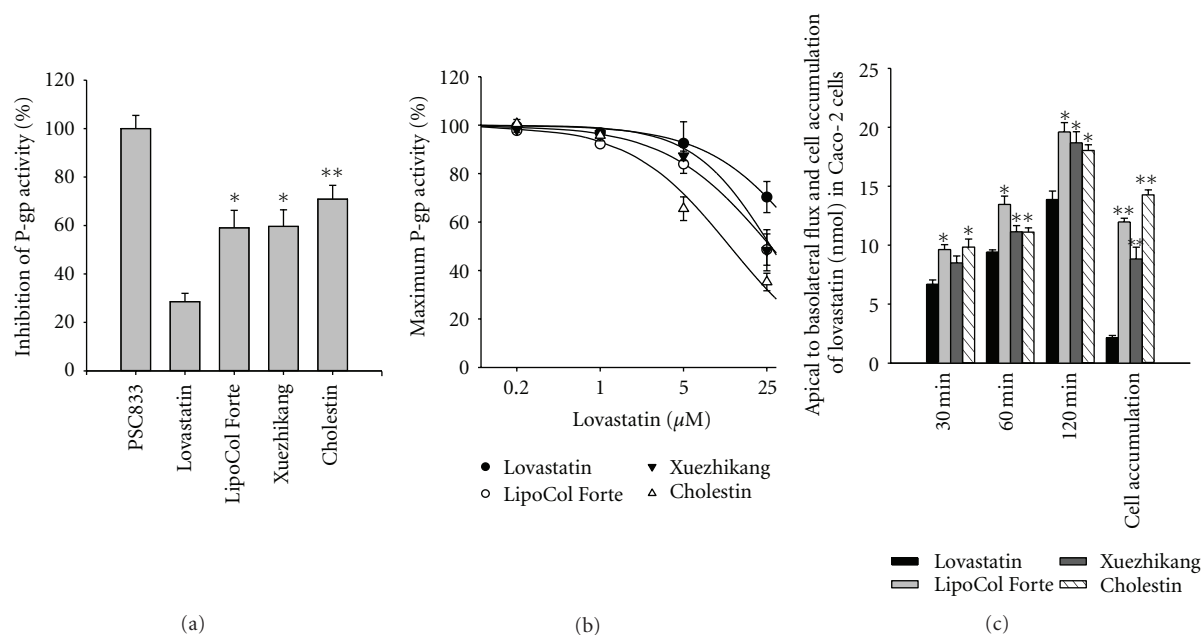 Inhibition of P-gp activity (%)
120
100
80
60
40
20
0
*
*
**
PSC833
Lovastatin
LipoCol Forte
Xuezhikang
Cholestin
(a)
Maximum P-gp activity (%)
120
100
80
60
40
20
0
0.2
1
5
25
Lovastatin (µM)
Lovastatin
LipoCol Forte
Xuezhikang
Cholestin
(b)
Apical to basolateral flux and cell accumulation
of lovastatin (nmol) in Caco-2 cells
25
20
15
10
5
0
*
*
*
**
*
*
*
**
**
**
30 min
60 min
120 min
Cell accumulation
Lovastatin
LipoCol Forte
Xuezhikang
Cholestin
(c)